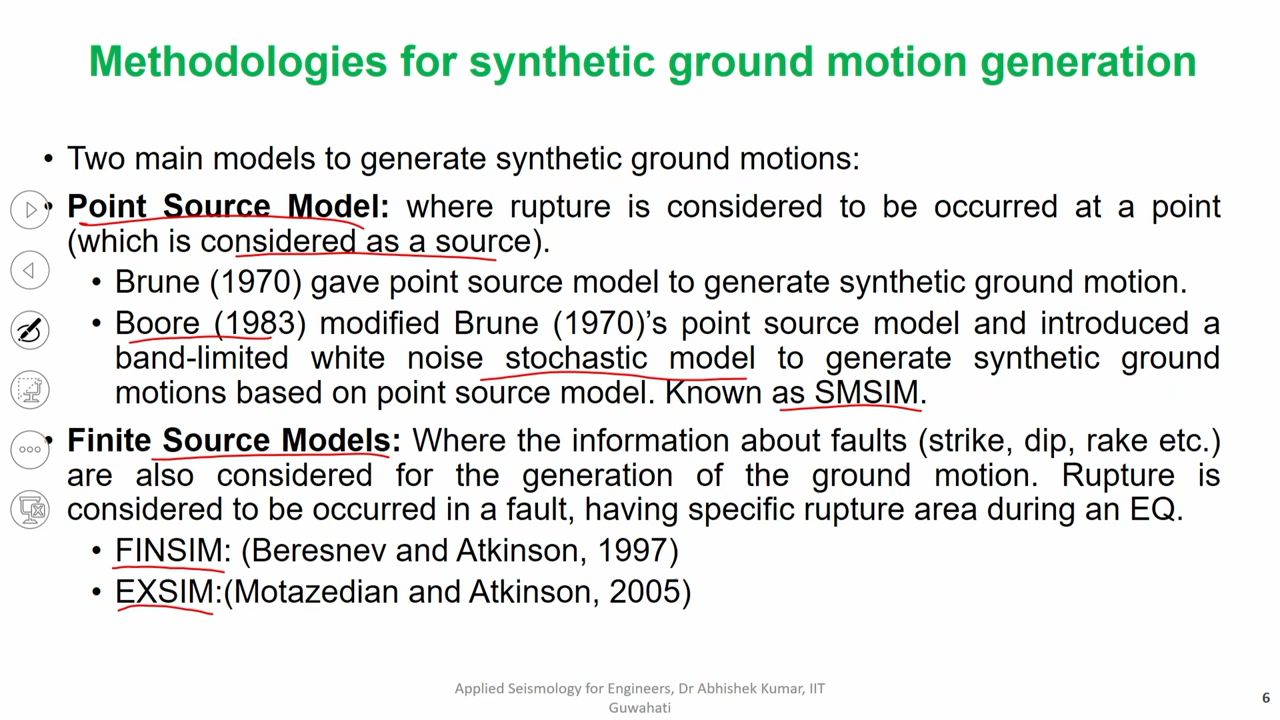 Methodologies for synthetic ground motion generation
• Two main models to generate synthetic ground motions:
• Point Source Model: where rupture is considered to be occurred at a point
(which is considered as a source).
• Brune (1970) gave point source model to generate synthetic ground motion.
• Boore (1983) modified Brune (1970)’s point source model and introduced a
band-limited white noise stochastic model to generate synthetic ground
motions based on point source model. Known as SMSIM.
• Finite Source Models: Where the information about faults (strike, dip, rake etc.)
are also considered for the generation of the ground motion. Rupture is
considered to be occurred in a fault, having specific rupture area during an EQ.
• FINSIM: (Beresnev and Atkinson, 1997)
• EXSIM:(Motazedian and Atkinson, 2005)
Applied Seismology for Engineers, Dr Abhishek Kumar, IIT
Guwahati
6